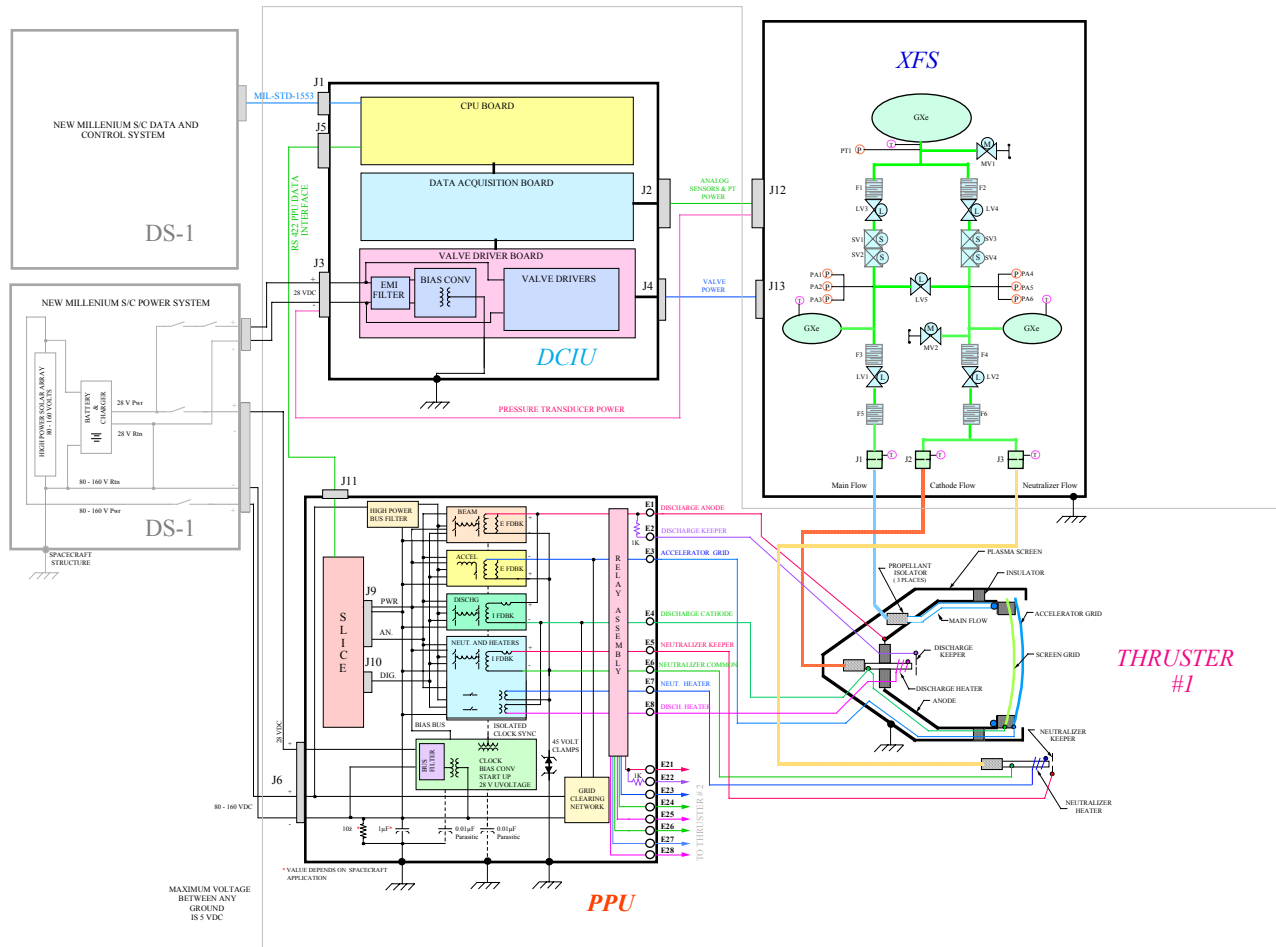 XFS
GXe
T
PT1
P
M
MV1
F1
F2
LV3
L
L
LV4
SV1
S
S
SV3
SV2
S
S
SV4
PA1
P
PA2
P
PA3
P
L
LV5
P
PA4
P
PA5
P
PA6
T
T
GXe
GXe
M
MV2
F3
F4
LV1
L
L
LV2
F5
F6
J1
T
J2
T
J3
T
Main Flow
Cathode Flow
Neutralizer Flow
NEW MILLENIUM S/C DATA AND
CONTROL SYSTEM
DS-1
MIL-STD-1553
J1
J5
RS 422 PPU DATA
INTERFACE
J3
+
28 VDC
-
CPU BOARD
DATA ACQUISITION BOARD
VALVE DRIVER BOARD
EMI
FILTER
BIAS CONV
VALVE DRIVERS
DCIU
J2
J4
ANALOG
SENSORS & PT
POWER
VALVE
POWER
J12
J13
PRESSURE TRANSDUCER POWER
NEW MILLENIUM S/C POWER SYSTEM
+
-
HIGH POWER SOLAR ARRAY
80 - 160 VOLTS
BATTERY
&
CHARGER
28 V Pwr
28 V Rtn
+
-
80 - 160 V Rtn
-
80 - 160 V Pwr
+
DS-1
SPACECRAFT
STRUCTURE
J11
HIGH POWER
BUS FILTER
SLICE
J9
PWR
AN.
J10
DIG.
BEAM
E FDBK
+
-
ACCEL
E FDBK
+
-
DISCHG
I FDBK
+
-
NEUT. AND HEATERS
I FDBK
+
-
BIAS BUS
ISOLATED
CLOCK SYNC
BUS
FILTER
CLOCK
BIAS CONV
START UP
28 V UVOLTAGE
45 VOLT
CLAMPS
GRID
CLEARING
NETWORK
RELAY ASSEMBLY
1K
E1
DISCHARGE ANODE
E2
DISCHARGE KEEPER
E3
ACCELERATOR GRID
E4
DISCHARGE CATHODE
E5
NEUTRALIZER KEEPER
E6
NEUTRALIZER COMMON
E7
NEUT. HEATER
E8
DISCH. HEATER
1K
E21
E22
E23
E24
E25
E26
E27
E28
TO THRUSTER # 2
28 VDC
+
-
J6
+
80 - 160 VDC
-
1µF*
0.01µF
Parasitic
0.01µF
Parasitic
* VALUE DEPENDS ON SPACECRAFT
APPLICATION
PPU
MAXIMUM VOLTAGE
BETWEEN ANY
GROUND
IS 5 VDC
PLASMA SCREEN
PROPELLANT
ISOLATOR
( 3 PLACES)
INSULATOR
ACCELERATOR GRID
MAIN FLOW
DISCHARGE
KEEPER
SCREEN GRID
DISCHARGE HEATER
ANODE
THRUSTER
#1
NEUTRALIZER
KEEPER
NEUTRALIZER
HEATER